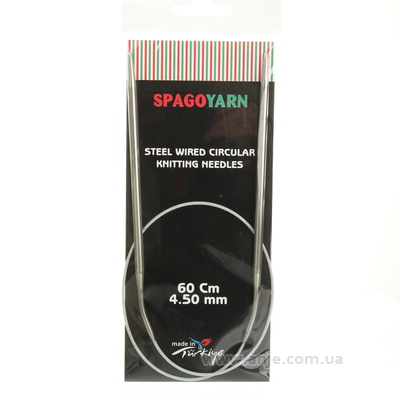 SPAGOYARN
STEEL WIRED CIRCULAR
KNITTING NEEDLES
60 Cm
4.50 mm
made in
Türkiye